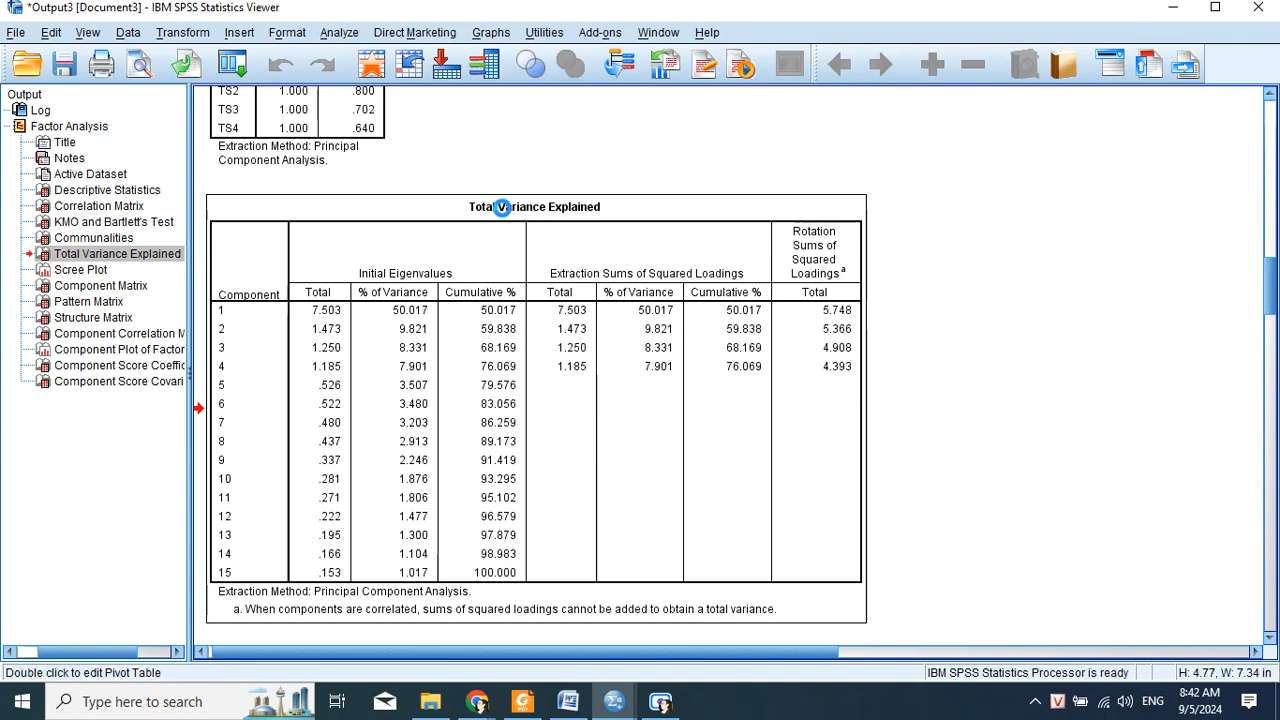 *Output3 [Document3] - IBM SPSS Statistics Viewer
File Edit View Data Transform Insert Format Analyze Direct Marketing Graphs Utilities Add-ons Window Help
Output
Log
Factor Analysis
Title
Notes
Active Dataset
Descriptive Statistics
Correlation Matrix
KMO and Bartlett's Test
Communalities
Total Variance Explained
Scree Plot
Component Matrix
Pattern Matrix
Structure Matrix
Component Correlation M
Component Plot of Factor
Component Score Coeffic
Component Score Covari
TS2 1.000 .800
TS3 1.000 .702
TS4 1.000 .640
Extraction Method: Principal
Component Analysis.
Total Variance Explained
Component Initial Eigenvalues Extraction Sums of Squared Loadings Rotation Sums of Squared Loadings a
Total % of Variance Cumulative % Total % of Variance Cumulative % Total
1 7.503 50.017 50.017 7.503 50.017 50.017 5.748
2 1.473 9.821 59.838 1.473 9.821 59.838 5.366
3 1.250 8.331 68.169 1.250 8.331 68.169 4.908
4 1.185 7.901 76.069 1.185 7.901 76.069 4.393
5 .526 3.507 79.576
6 .522 3.480 83.056
7 .480 3.203 86.259
8 .437 2.913 89.173
9 .337 2.246 91.419
10 .281 1.876 93.295
11 .271 1.806 95.102
12 .222 1.477 96.579
13 .195 1.300 97.879
14 .166 1.104 98.983
15 .153 1.017 100.000
Extraction Method: Principal Component Analysis.
a. When components are correlated, sums of squared loadings cannot be added to obtain a total variance.
Double click to edit Pivot Table
IBM SPSS Statistics Processor is ready
H: 4.77, W: 7.34 in
Type here to search
ENG
8:42 AM
9/5/2024